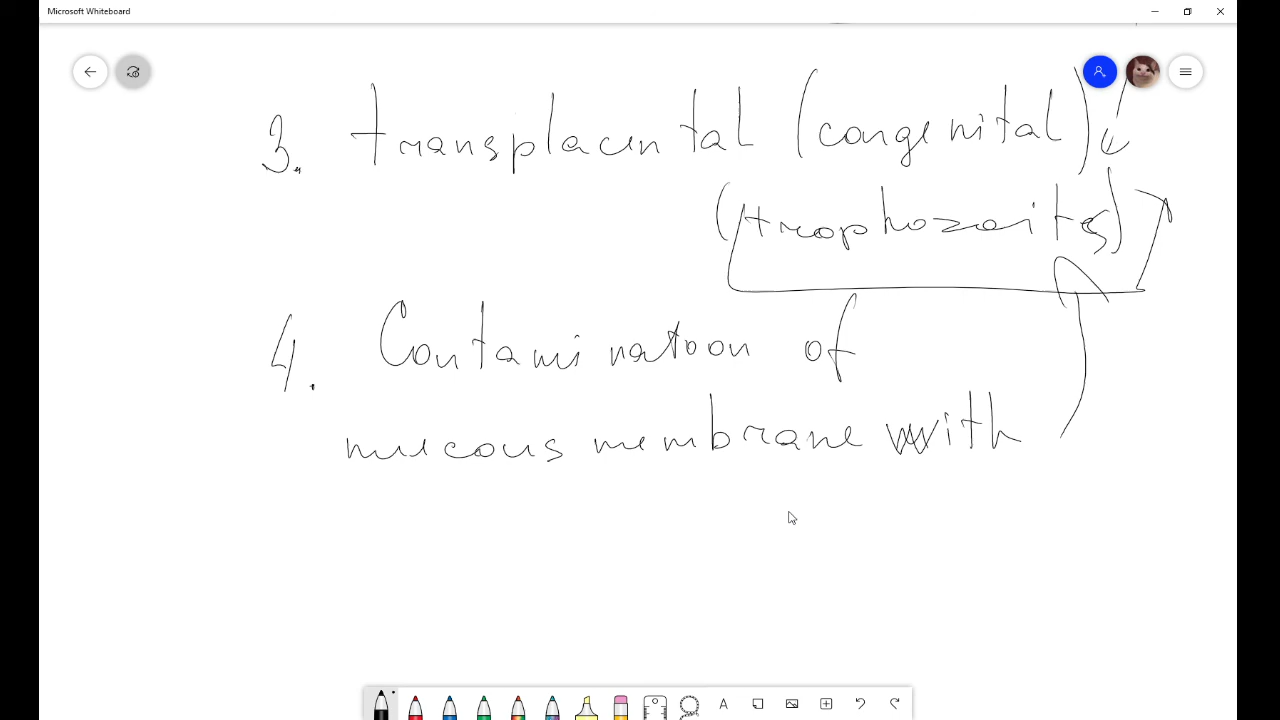 Microsoft Whiteboard
3. transplacental (congenital)
(trophozoites)
4. Contamination of
mucous membrane with